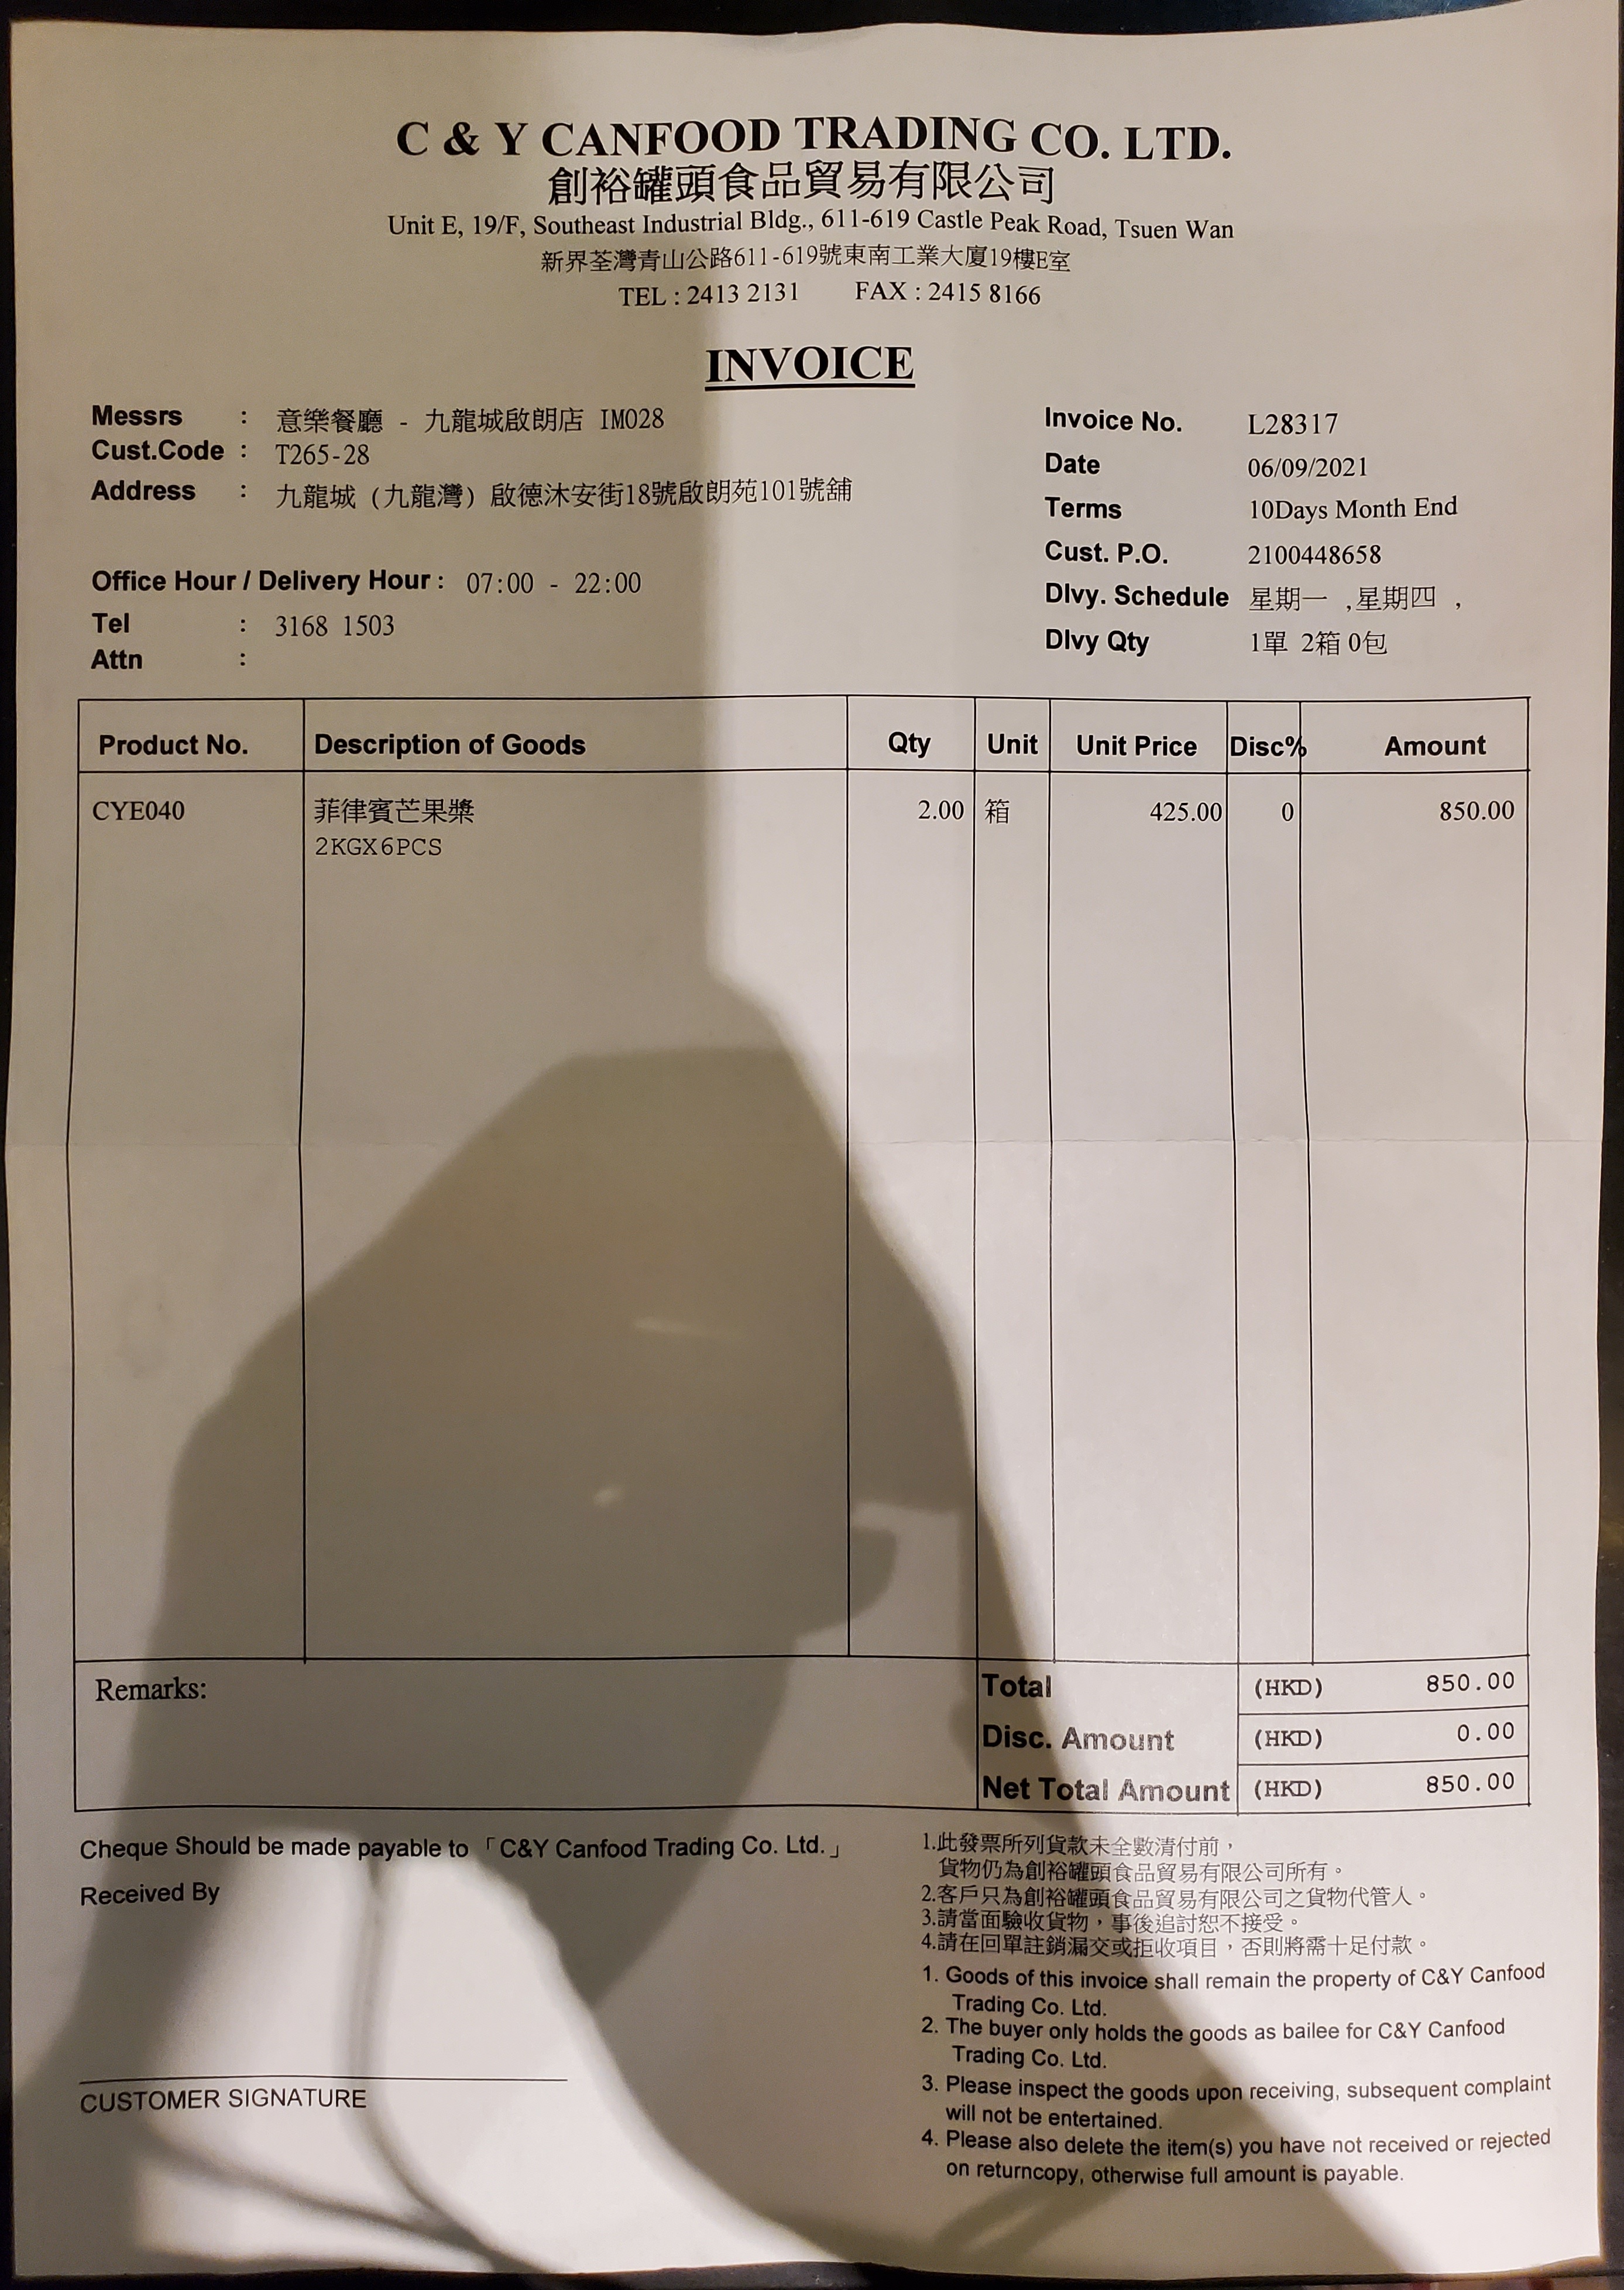 C & Y CANFOOD TRADING CO. LTD.
創裕罐頭食品貿易有限公司
Unit E, 19/F, Southeast Industrial Bldg., 611-619 Castle Peak Road, Tsuen Wan
新界荃灣青山公路611-619號東南工業大廈19樓E室
TEL : 2413 2131 FAX : 2415 8166
INVOICE
Messrs : 意樂餐廳 - 九龍城啟朗店 IM028
Cust.Code : T265-28
Address : 九龍城 (九龍灣) 啟德沐安街18號啟朗苑101號舖
Office Hour / Delivery Hour : 07:00 - 22:00
Tel : 3168 1503
Attn :
Invoice No. L28317
Date 06/09/2021
Terms 10Days Month End
Cust. P.O. 2100448658
Dlvy. Schedule 星期一 ,星期四 ,
Dlvy Qty 1單 2箱 0包
Product No. Description of Goods Qty Unit Unit Price Disc% Amount
CYE040 菲律賓芒果漿 2.00 箱 425.00 0 850.00
2KGX6PCS
Remarks:
Total (HKD) 850.00
Disc. Amount (HKD) 0.00
Net Total Amount (HKD) 850.00
Cheque Should be made payable to「C&Y Canfood Trading Co. Ltd.」
Received By
CUSTOMER SIGNATURE
1.此發票所列貨款未全數清付前，
貨物仍為創裕罐頭食品貿易有限公司所有。
2.客戶只為創裕罐頭食品貿易有限公司之貨物代管人。
3.請當面驗收貨物，事後追討恕不接受。
4.請在回單註銷漏交或拒收項目，否則將需十足付款。
1. Goods of this invoice shall remain the property of C&Y Canfood
Trading Co. Ltd.
2. The buyer only holds the goods as bailee for C&Y Canfood
Trading Co. Ltd.
3. Please inspect the goods upon receiving, subsequent complaint
will not be entertained.
4. Please also delete the item(s) you have not received or rejected
on returncopy, otherwise full amount is payable.